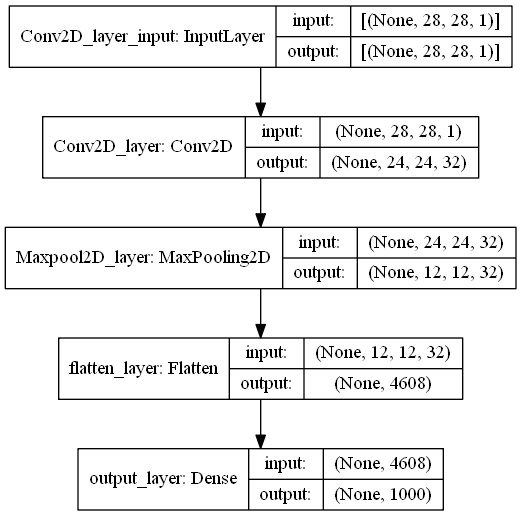 Conv2D_layer_input: InputLayer
input: [(None, 28, 28, 1)]
output: [(None, 28, 28, 1)]
Conv2D_layer: Conv2D
input: (None, 28, 28, 1)
output: (None, 24, 24, 32)
Maxpool2D_layer: MaxPooling2D
input: (None, 24, 24, 32)
output: (None, 12, 12, 32)
flatten_layer: Flatten
input: (None, 12, 12, 32)
output: (None, 4608)
output_layer: Dense
input: (None, 4608)
output: (None, 1000)